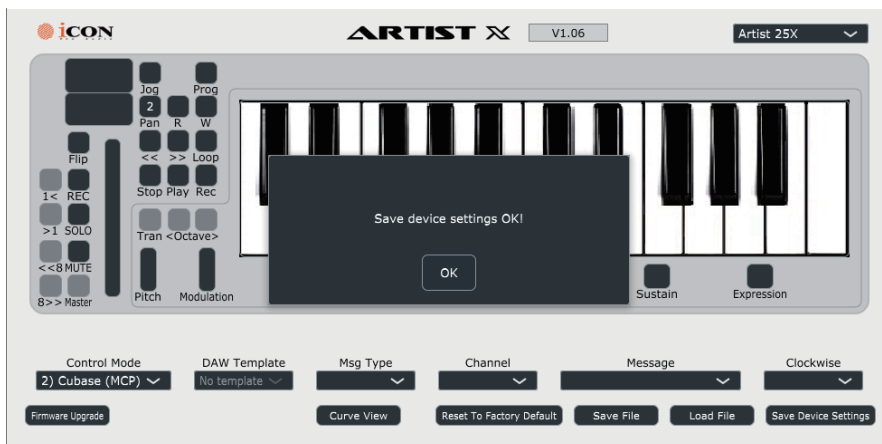 iCON
PRO AUDIO
ARTIST X
V1.06
Artist 25X
Jog
Prog
2
Pan
R
W
Flip
<<
>>
Loop
1<
REC
Stop
Play
Rec
>1
SOLO
Tran
<Octave>
<<8
MUTE
8>>
Master
Pitch
Modulation
Save device settings OK!
OK
Sustain
Expression
Control Mode
DAW Template
Msg Type
Channel
Message
Clockwise
2) Cubase (MCP)
No template
Firmware Upgrade
Curve View
Reset To Factory Default
Save File
Load File
Save Device Settings